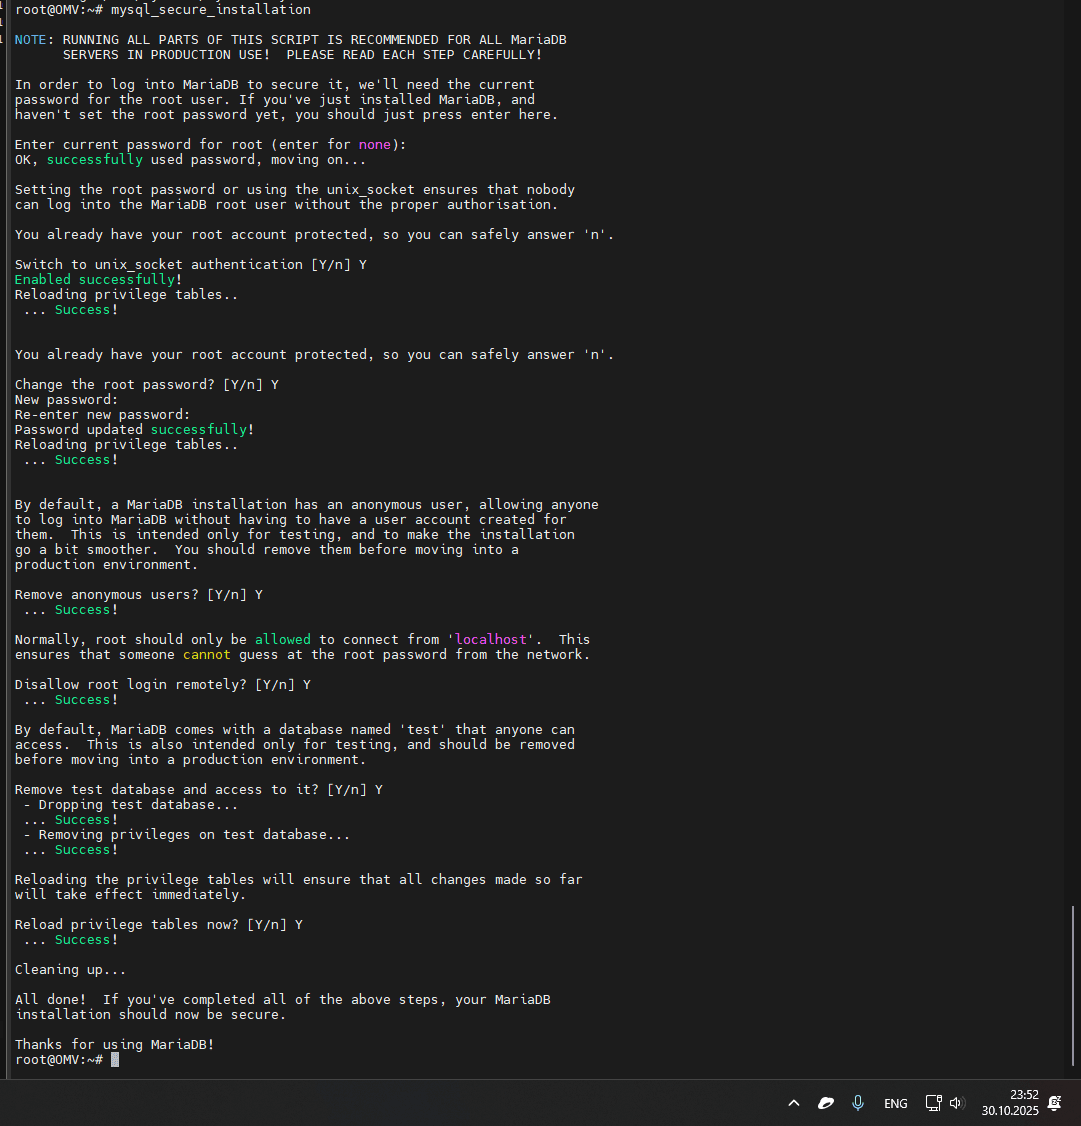 root@OMV:~# mysql_secure_installation
NOTE: RUNNING ALL PARTS OF THIS SCRIPT IS RECOMMENDED FOR ALL MariaDB
      SERVERS IN PRODUCTION USE!  PLEASE READ EACH STEP CAREFULLY!
In order to log into MariaDB to secure it, we'll need the current
password for the root user. If you've just installed MariaDB, and
haven't set the root password yet, you should just press enter here.
Enter current password for root (enter for none):
OK, successfully used password, moving on...
Setting the root password or using the unix_socket ensures that nobody
can log into the MariaDB root user without the proper authorisation.
You already have your root account protected, so you can safely answer 'n'.
Switch to unix_socket authentication [Y/n] Y
Enabled successfully!
Reloading privilege tables..
 ... Success!
You already have your root account protected, so you can safely answer 'n'.
Change the root password? [Y/n] Y
New password:
Re-enter new password:
Password updated successfully!
Reloading privilege tables..
 ... Success!
By default, a MariaDB installation has an anonymous user, allowing anyone
to log into MariaDB without having to have a user account created for
them.  This is intended only for testing, and to make the installation
go a bit smoother.  You should remove them before moving into a
production environment.
Remove anonymous users? [Y/n] Y
 ... Success!
Normally, root should only be allowed to connect from 'localhost'.  This
ensures that someone cannot guess at the root password from the network.
Disallow root login remotely? [Y/n] Y
 ... Success!
By default, MariaDB comes with a database named 'test' that anyone can
access.  This is also intended only for testing, and should be removed
before moving into a production environment.
Remove test database and access to it? [Y/n] Y
 - Dropping test database...
 ... Success!
 - Removing privileges on test database...
 ... Success!
Reloading the privilege tables will ensure that all changes made so far
will take effect immediately.
Reload privilege tables now? [Y/n] Y
 ... Success!
Cleaning up...
All done!  If you've completed all of the above steps, your MariaDB
installation should now be secure.
Thanks for using MariaDB!
root@OMV:~#
ENG
23:52
30.10.2025